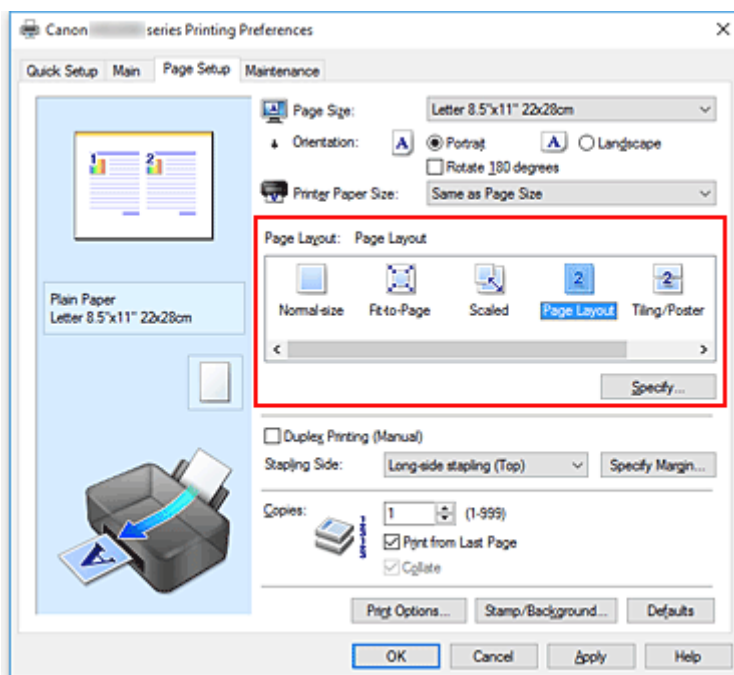 Canon series Printing Preferences
Quick Setup Main Page Setup Maintenance
Page Size: Letter 8.5"x11" 22x28cm
Orientation: A Portrait A Landscape
Rotate 180 degrees
Printer Paper Size: Same as Page Size
1 2
Page Layout: Page Layout
2 2
Normal-size Fit-to-Page Scaled Page Layout Tiling/Poster
Plain Paper
Letter 8.5"x11" 22x28cm
Specify...
Duplex Printing (Manual)
Stapling Side: Long-side stapling (Top) Specify Margin...
Copies: 1 (1-999)
Print from Last Page
Collate
A
Print Options... Stamp/Background... Defaults
OK Cancel Apply Help